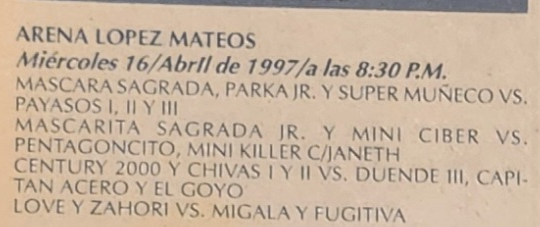 ARENA LOPEZ MATEOS
Miércoles 16/Abril de 1997/a las 8:30 P.M.
MASCARA SAGRADA, PARKA JR. Y SUPER MUÑECO VS.
PAYASOS I, II Y III
MASCARITA SAGRADA JR. Y MINI CIBER VS.
PENTAGONCITO, MINI KILLER C/JANETH
CENTURY 2000 Y CHIVAS I Y II VS. DUENDE III, CAPI-
TAN ACERO Y EL GOYO
LOVE Y ZAHORI VS. MIGALA Y FUGITIVA